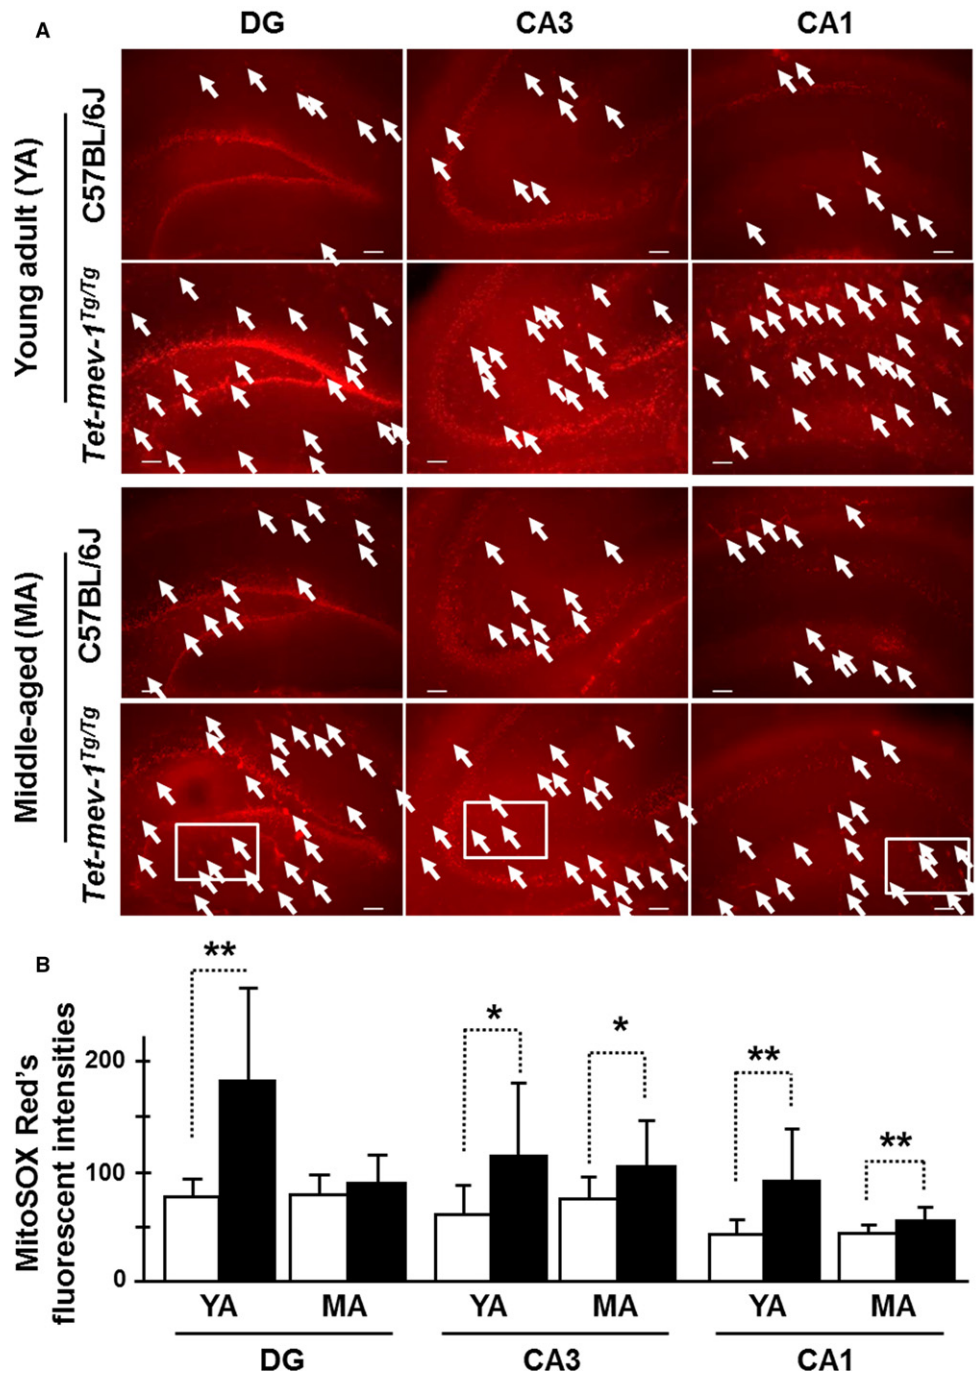 A
DG CA3 CA1
Young adult (YA)
C57BL/6J
Tet-mev-1Tg/Tg
Middle-aged (MA)
C57BL/6J
Tet-mev-1Tg/Tg
B
MitoSOX Red's
fluorescent intensities
200
100
0
** * * ** **
YA MA YA MA YA MA
DG CA3 CA1